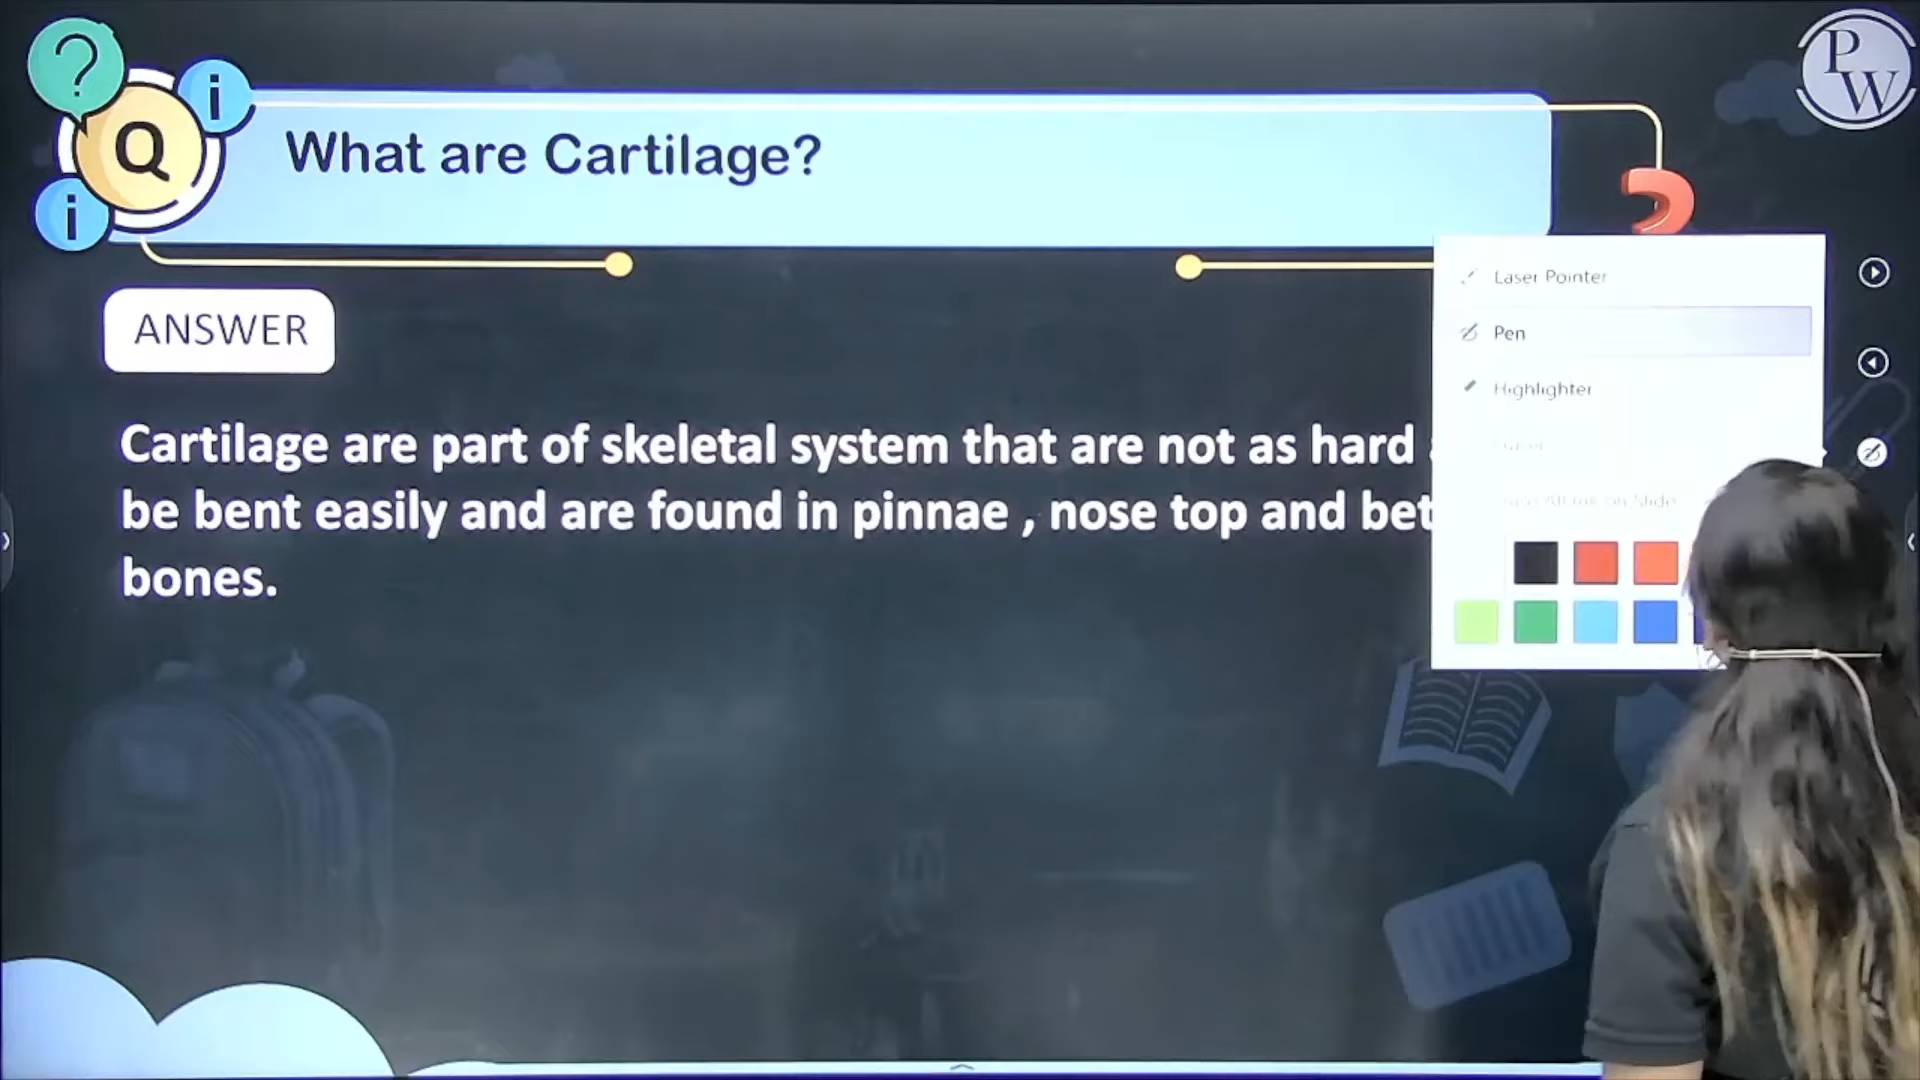 ?
i
Q
i
What are Cartilage?
P
W
ANSWER
Cartilage are part of skeletal system that are not as hard
be bent easily and are found in pinnae , nose top and bet
bones.
Laser Pointer
Pen
Highlighter